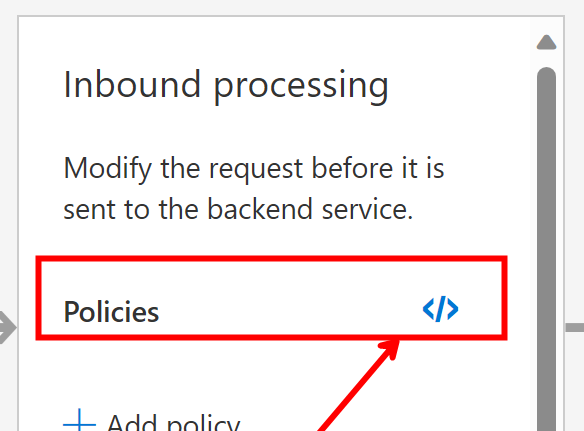 Inbound processing
Modify the request before it is
sent to the backend service.
Policies </>
+ Add policy